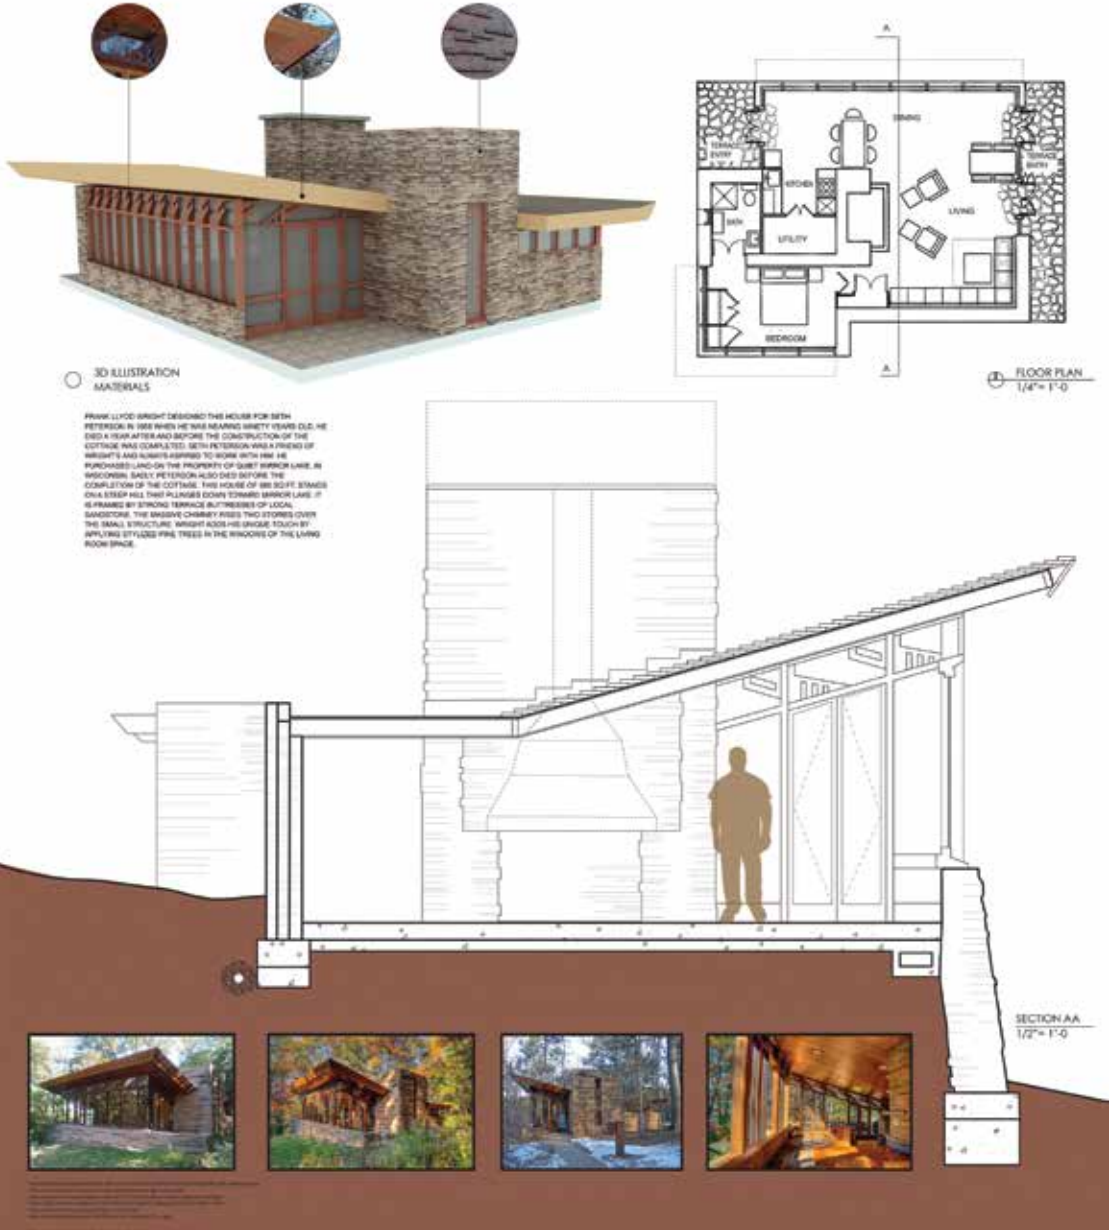 A
DINING
TERRACE
ENTRY
TERRACE
ENTRY
KITCHEN
BATH
LIVING
UTILITY
BEDROOM
A
FLOOR PLAN
1/4"= 1'-0
3D ILLUSTRATION
MATERIALS
FRANK LLYOD WRIGHT DESIGNED THIS HOUSE FOR SETH
PETERSON IN 1958 WHEN HE WAS NEARING NINETY YEARS OLD. HE
DIED A YEAR AFTER AND BEFORE THE CONSTRUCTION OF THE
COTTAGE WAS COMPLETED. SETH PETERSON WAS A FRIEND OF
WRIGHT'S AND ALWAYS ASPIRED TO WORK WITH HIM. HE
PURCHASED LAND ON THE PROPERTY OF QUIET MIRROR LAKE, IN
WISCONSIN. SADLY, PETERSON ALSO DIED BEFORE THE
COMPLETION OF THE COTTAGE. THIS HOUSE OF 880 SQ FT. STANDS
ON A STEEP HILL THAT PLUNGES DOWN TOWARD MIRROR LAKE. IT
IS FRAMED BY STRONG TERRACE BUTTRESSES OF LOCAL
SANDSTONE. THE MASSIVE CHIMNEY RISES TWO STORIES OVER
THE SMALL STRUCTURE. WRIGHT ADDS HIS UNIQUE TOUCH BY
APPLYING STYLIZED PINE TREES IN THE WINDOWS OF THE LIVING
ROOM SPACE.
SECTION AA
1/2"= 1'-0